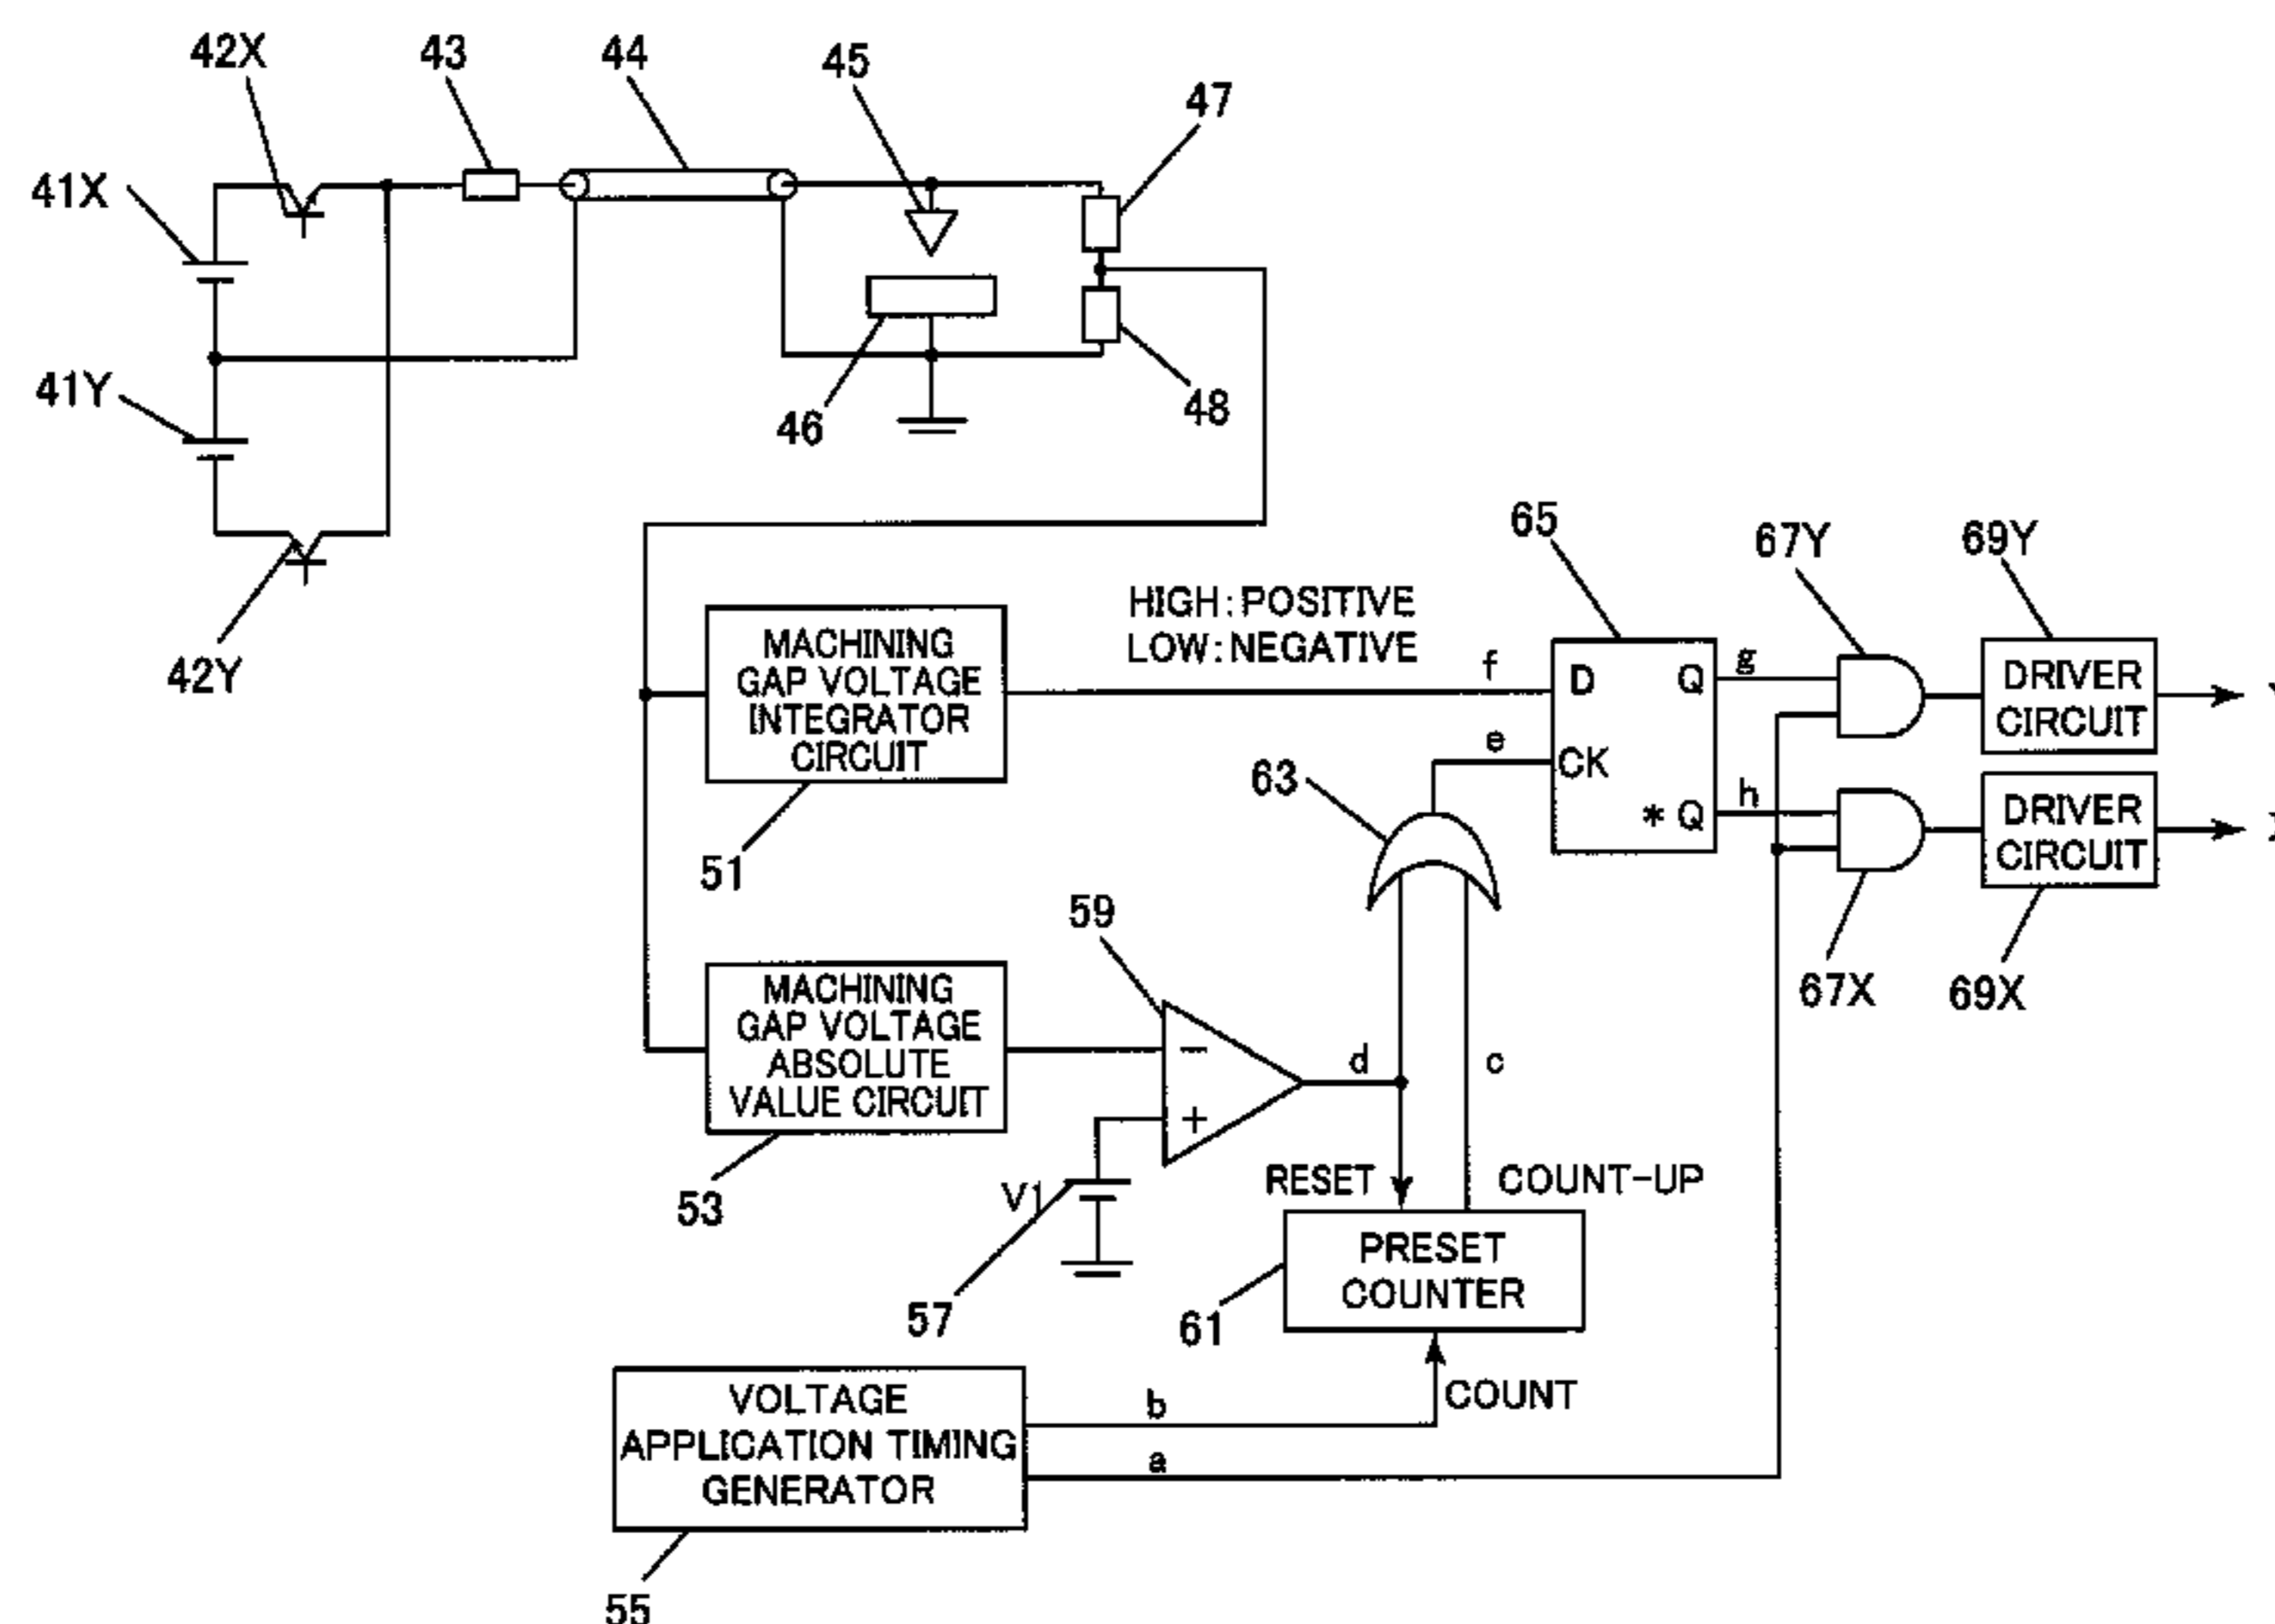 42X
43
44
45
47
41X
41Y
46
48
42Y
65
67Y
69Y
HIGH:POSITIVE
LOW:NEGATIVE
MACHINING
GAP VOLTAGE
INTEGRATOR
CIRCUIT
f
D
Q
g
DRIVER
CIRCUIT
e
CK
63
*Q
h
DRIVER
CIRCUIT
51
59
67X
69X
MACHINING
GAP VOLTAGE
ABSOLUTE
VALUE CIRCUIT
−
+
d
c
53
V1
RESET
COUNT-UP
57
PRESET
COUNTER
61
VOLTAGE
APPLICATION TIMING
GENERATOR
b
COUNT
a
55